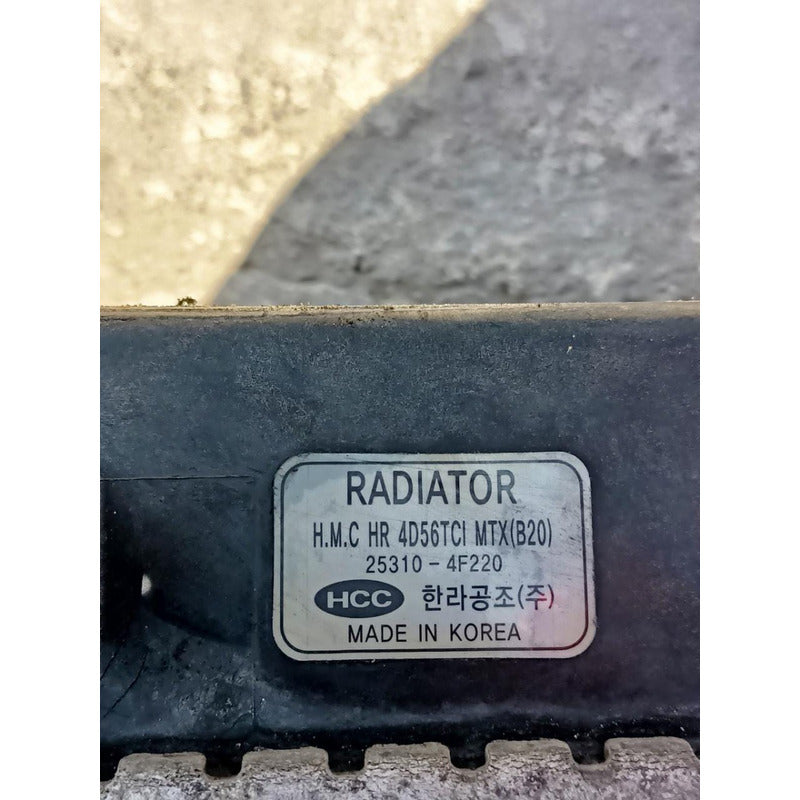 RADIATOR
H.M.C HR 4D56TCI MTX(B20)
25310 - 4F220
HCC 한라공조(주)
MADE IN KOREA